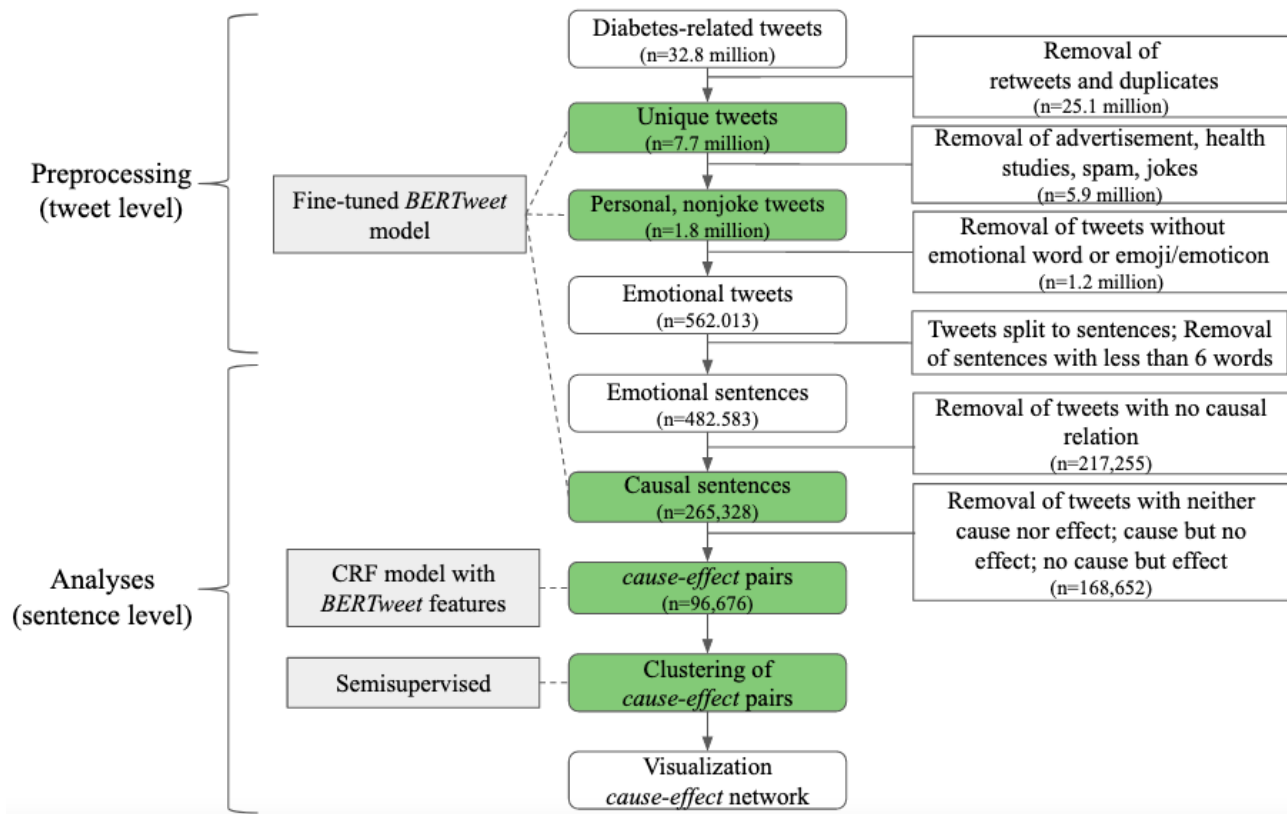 Diabetes-related tweets
(n=32.8 million)
Removal of
retweets and duplicates
(n=25.1 million)
Unique tweets
(n=7.7 million)
Removal of advertisement, health
studies, spam, jokes
(n=5.9 million)
Preprocessing
(tweet level)
Fine-tuned BERTweet
model
Personal, nonjoke tweets
(n=1.8 million)
Removal of tweets without
emotional word or emoji/emoticon
(n=1.2 million)
Emotional tweets
(n=562.013)
Tweets split to sentences; Removal
of sentences with less than 6 words
Emotional sentences
(n=482.583)
Removal of tweets with no causal
relation
(n=217,255)
Causal sentences
(n=265,328)
Removal of tweets with neither
cause nor effect; cause but no
effect; no cause but effect
(n=168,652)
Analyses
(sentence level)
CRF model with
BERTweet features
cause-effect pairs
(n=96,676)
Semisupervised
Clustering of
cause-effect pairs
Visualization
cause-effect network